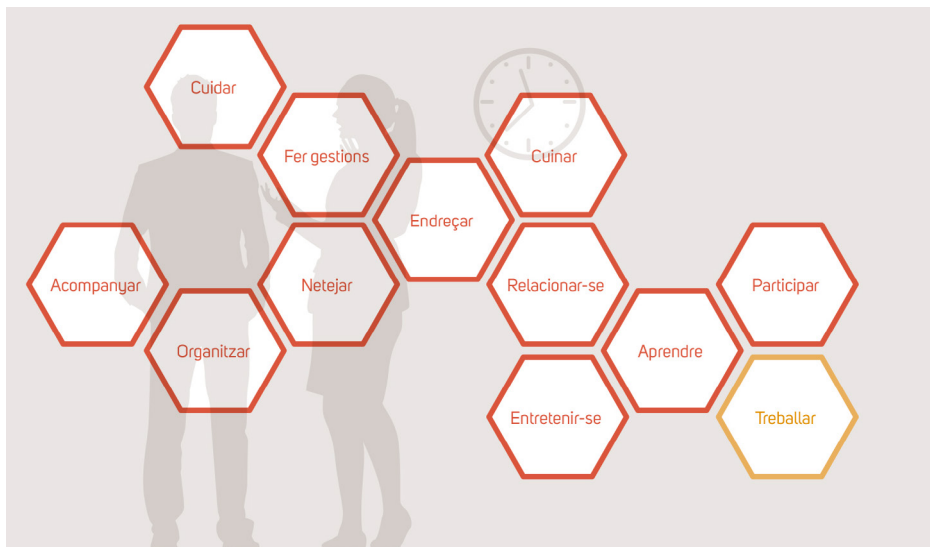 Cuidar
Fer gestions
Cuinar
Endreçar
Acompanyar
Netejar
Relacionar-se
Participar
Organitzar
Aprendre
Entretenir-se
Treballar